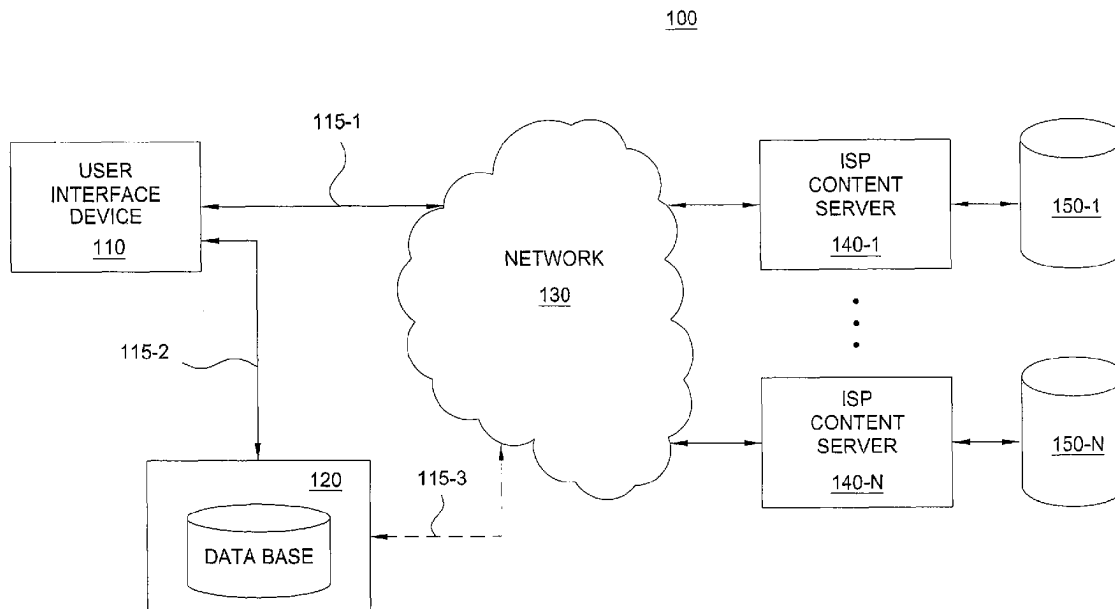 100
115-1
USER
INTERFACE
DEVICE
110
ISP
CONTENT
SERVER
140-1
150-1
NETWORK
130
115-2
ISP
CONTENT
SERVER
140-N
150-N
120
115-3
DATA BASE